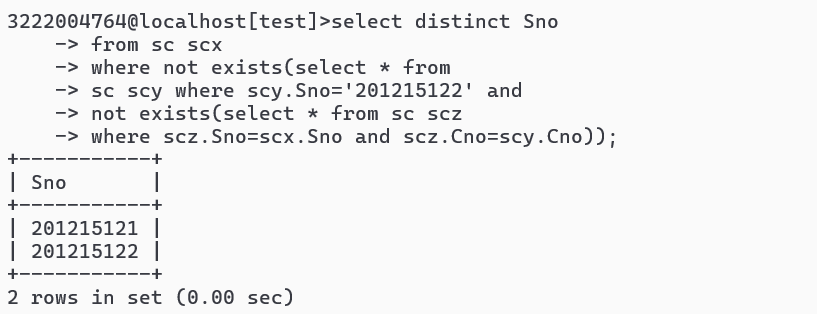 3222004764@localhost[test]>select distinct Sno
    -> from sc scx
    -> where not exists(select * from
    -> sc scy where scy.Sno='201215122' and
    -> not exists(select * from sc scz
    -> where scz.Sno=scx.Sno and scz.Cno=scy.Cno));
+-----------+
| Sno       |
+-----------+
| 201215121 |
| 201215122 |
+-----------+
2 rows in set (0.00 sec)